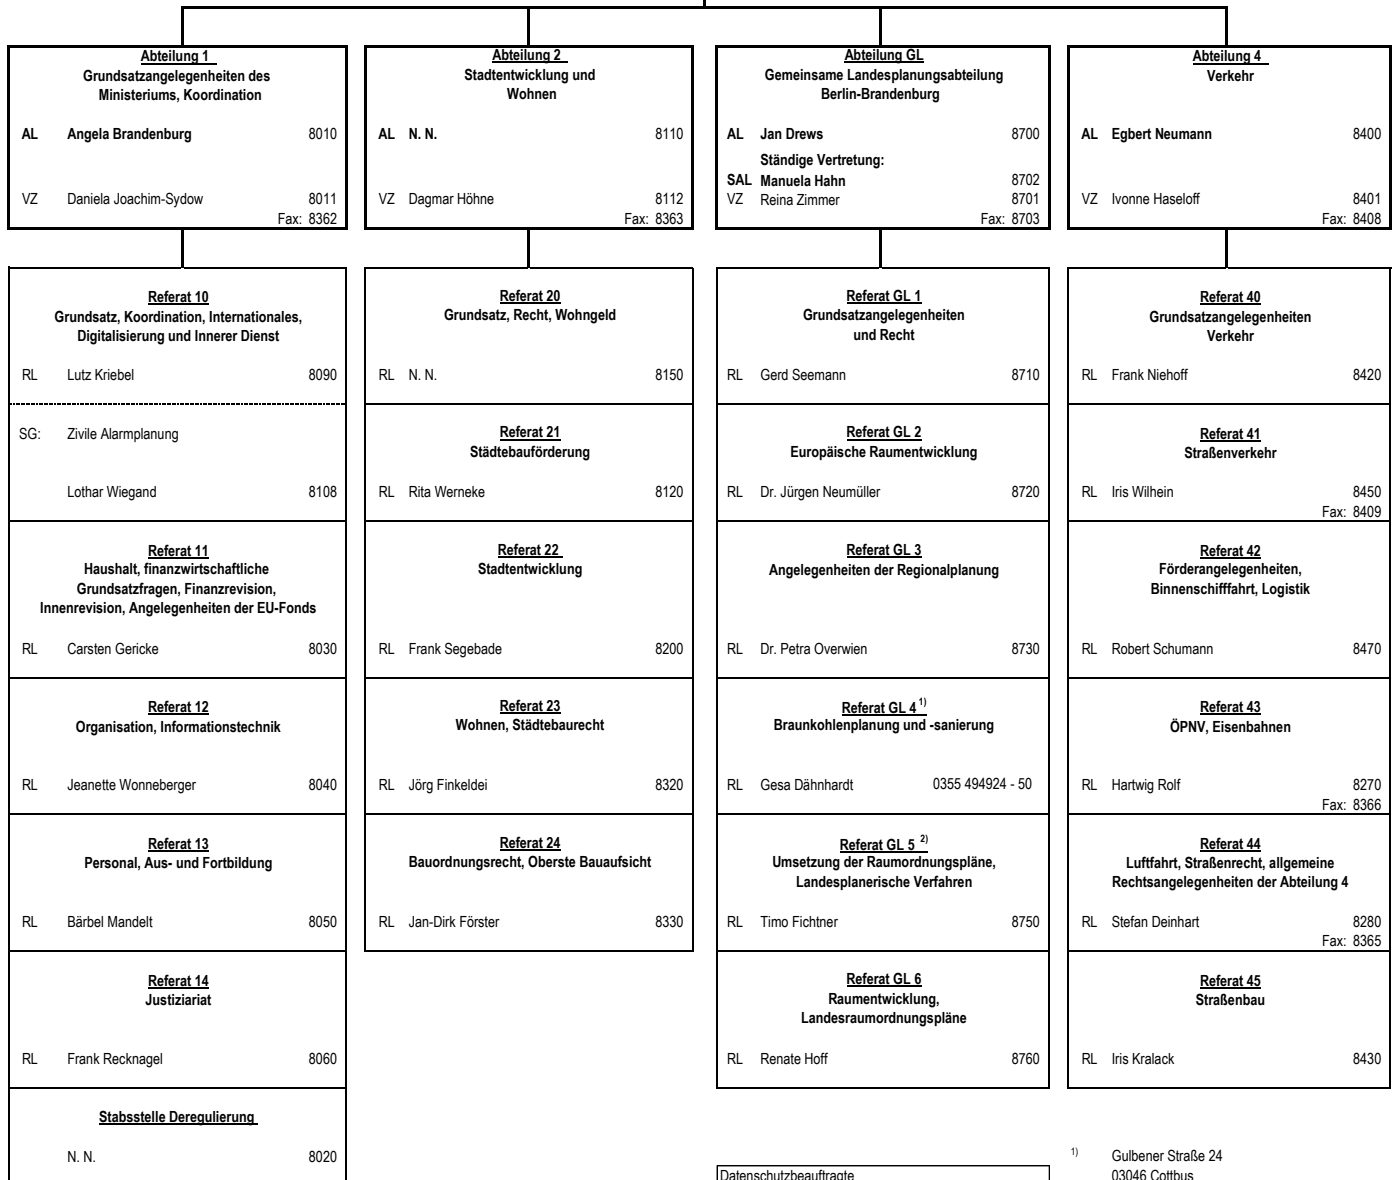 Abteilung 1
Grundsatzangelegenheiten des
Ministeriums, Koordination
AL Angela Brandenburg 8010
VZ Daniela Joachim-Sydow 8011
Fax: 8362
Abteilung 2
Stadtentwicklung und
Wohnen
AL N. N. 8110
VZ Dagmar Höhne 8112
Fax: 8363
Abteilung GL
Gemeinsame Landesplanungsabteilung
Berlin-Brandenburg
AL Jan Drews 8700
Ständige Vertretung:
SAL Manuela Hahn 8702
VZ Reina Zimmer 8701
Fax: 8703
Abteilung 4
Verkehr
AL Egbert Neumann 8400
VZ Ivonne Haseloff 8401
Fax: 8408
Referat 10
Grundsatz, Koordination, Internationales,
Digitalisierung und Innerer Dienst
RL Lutz Kriebel 8090
SG: Zivile Alarmplanung
Lothar Wiegand 8108
Referat 11
Haushalt, finanzwirtschaftliche
Grundsatzfragen, Finanzrevision,
Innenrevision, Angelegenheiten der EU-Fonds
RL Carsten Gericke 8030
Referat 12
Organisation, Informationstechnik
RL Jeanette Wonneberger 8040
Referat 13
Personal, Aus- und Fortbildung
RL Bärbel Mandelt 8050
Referat 14
Justiziariat
RL Frank Recknagel 8060
Stabsstelle Deregulierung
N. N. 8020
Referat 20
Grundsatz, Recht, Wohngeld
RL N. N. 8150
Referat 21
Städtebauförderung
RL Rita Werneke 8120
Referat 22
Stadtentwicklung
RL Frank Segebade 8200
Referat 23
Wohnen, Städtebaurecht
RL Jörg Finkeldei 8320
Referat 24
Bauordnungsrecht, Oberste Bauaufsicht
RL Jan-Dirk Förster 8330
Referat GL 1
Grundsatzangelegenheiten
und Recht
RL Gerd Seemann 8710
Referat GL 2
Europäische Raumentwicklung
RL Dr. Jürgen Neumüller 8720
Referat GL 3
Angelegenheiten der Regionalplanung
RL Dr. Petra Overwien 8730
Referat GL 4 1)
Braunkohlenplanung und -sanierung
RL Gesa Dähnhardt 0355 494924 - 50
Referat GL 5 2)
Umsetzung der Raumordnungspläne,
Landesplanerische Verfahren
RL Timo Fichtner 8750
Referat GL 6
Raumentwicklung,
Landesraumordnungspläne
RL Renate Hoff 8760
Datenschutzbeauftragte
Referat 40
Grundsatzangelegenheiten
Verkehr
RL Frank Niehoff 8420
Referat 41
Straßenverkehr
RL Iris Wilhein 8450
Fax: 8409
Referat 42
Förderangelegenheiten,
Binnenschifffahrt, Logistik
RL Robert Schumann 8470
Referat 43
ÖPNV, Eisenbahnen
RL Hartwig Rolf 8270
Fax: 8366
Referat 44
Luftfahrt, Straßenrecht, allgemeine
Rechtsangelegenheiten der Abteilung 4
RL Stefan Deinhart 8280
Fax: 8365
Referat 45
Straßenbau
RL Iris Kralack 8430
1) Gulbener Straße 24
03046 Cottbus